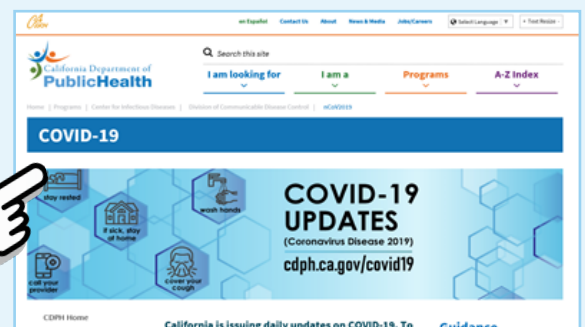 CA
GOV
en Español Contact Us About News & Media Jobs/Careers Select Language ▼ + Text Resize -
Search this site
California Department of
PublicHealth
I am looking for I am a Programs A-Z Index
Home | Programs | Center for Infectious Diseases | Division of Communicable Disease Control | nCoV2019
COVID-19
stay rested
if sick, stay
at home
wash hands
call your
provider
cover your
cough
COVID-19
UPDATES
(Coronavirus Disease 2019)
cdph.ca.gov/covid19
CDPH Home
California is issuing daily updates on COVID-19. To
Guidance